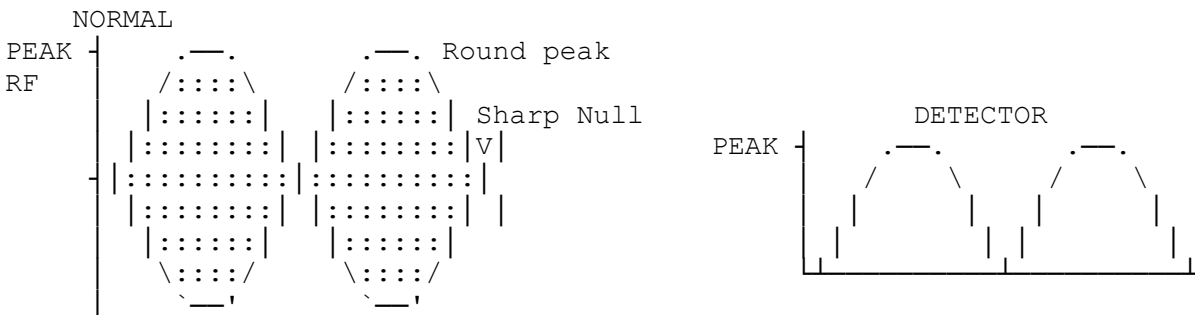 NORMAL
PEAK
Round peak
RF
Sharp Null
V
DETECTOR
PEAK